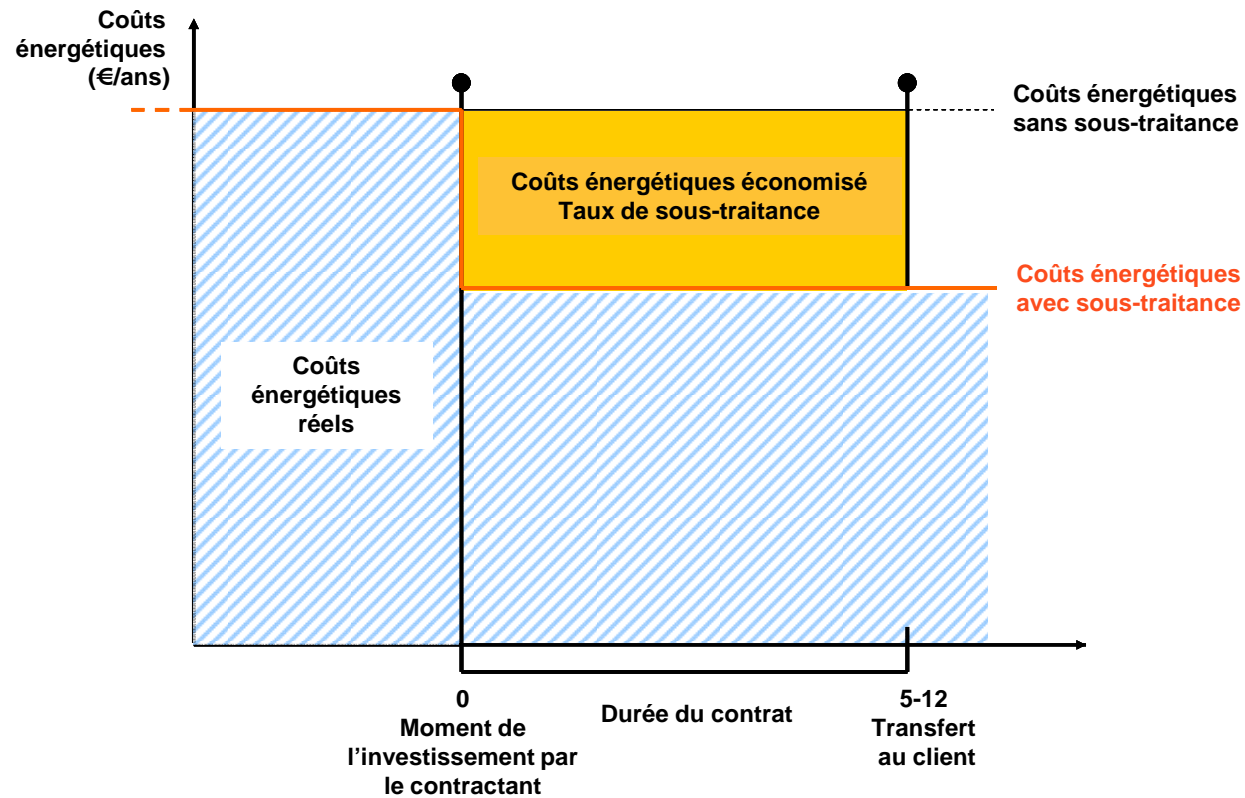 Coûts
énergétiques
(€/ans)
Coûts énergétiques
sans sous-traitance
Coûts énergétiques économisé
Taux de sous-traitance
Coûts énergétiques
avec sous-traitance
Coûts
énergétiques
réels
0
Moment de
l'investissement par
le contractant
Durée du contrat
5-12
Transfert
au client